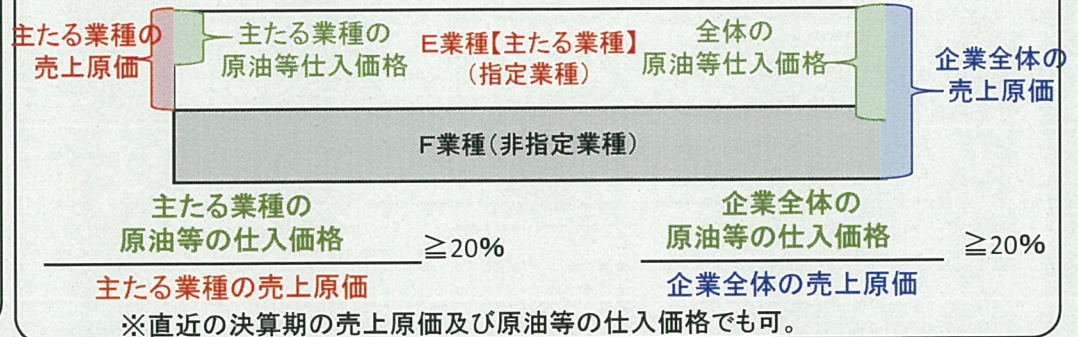 主たる業種の
売上原価
主たる業種の
原油等仕入価格
E業種【主たる業種】
(指定業種)
全体の
原油等仕入価格
企業全体の
売上原価
F業種(非指定業種)
主たる業種の
原油等の仕入価格
≧20%
主たる業種の売上原価
企業全体の
原油等の仕入価格
≧20%
企業全体の売上原価
※直近の決算期の売上原価及び原油等の仕入価格でも可。